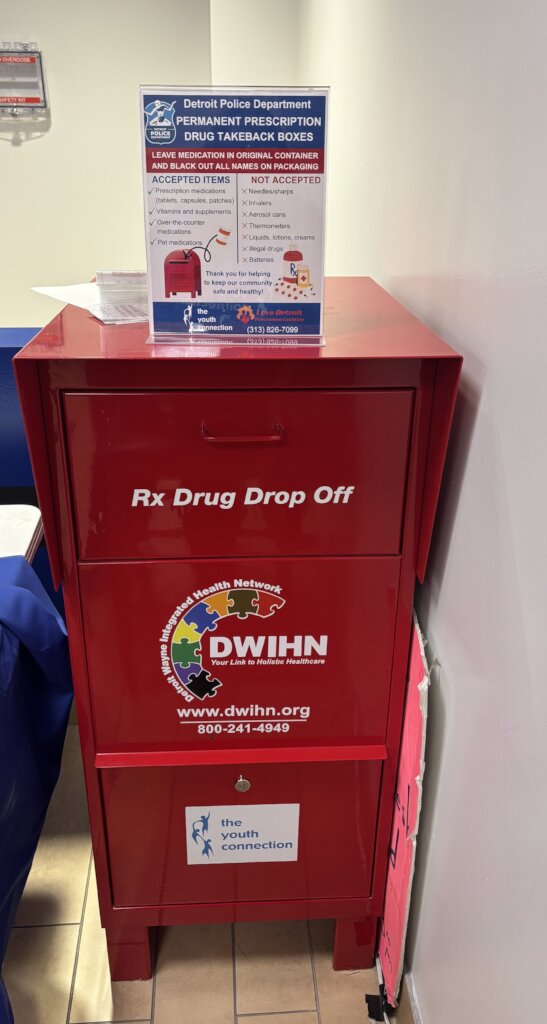 OVERDOSE
SAFETY KIT
Detroit Police Department
PERMANENT PRESCRIPTION
DRUG TAKEBACK BOXES
LEAVE MEDICATION IN ORIGINAL CONTAINER
AND BLACK OUT ALL NAMES ON PACKAGING
ACCEPTED ITEMS
Prescription medications
(tablets, capsules, patches)
Vitamins and supplements
Over-the-counter
medications
Pet medications
NOT ACCEPTED
Needles/sharps
Inhalers
Aerosol cans
Thermometers
Liquids, lotions, creams
Illegal drugs
Batteries
Rx
Thank you for helping
to keep our community
safe and healthy!
the
youth
connection
(313) 826-7099
Rx Drug Drop Off
Detroit Wayne Integrated Health Network
DWIHN
Your Link to Holistic Healthcare
www.dwihn.org
800-241-4949
the
youth
connection